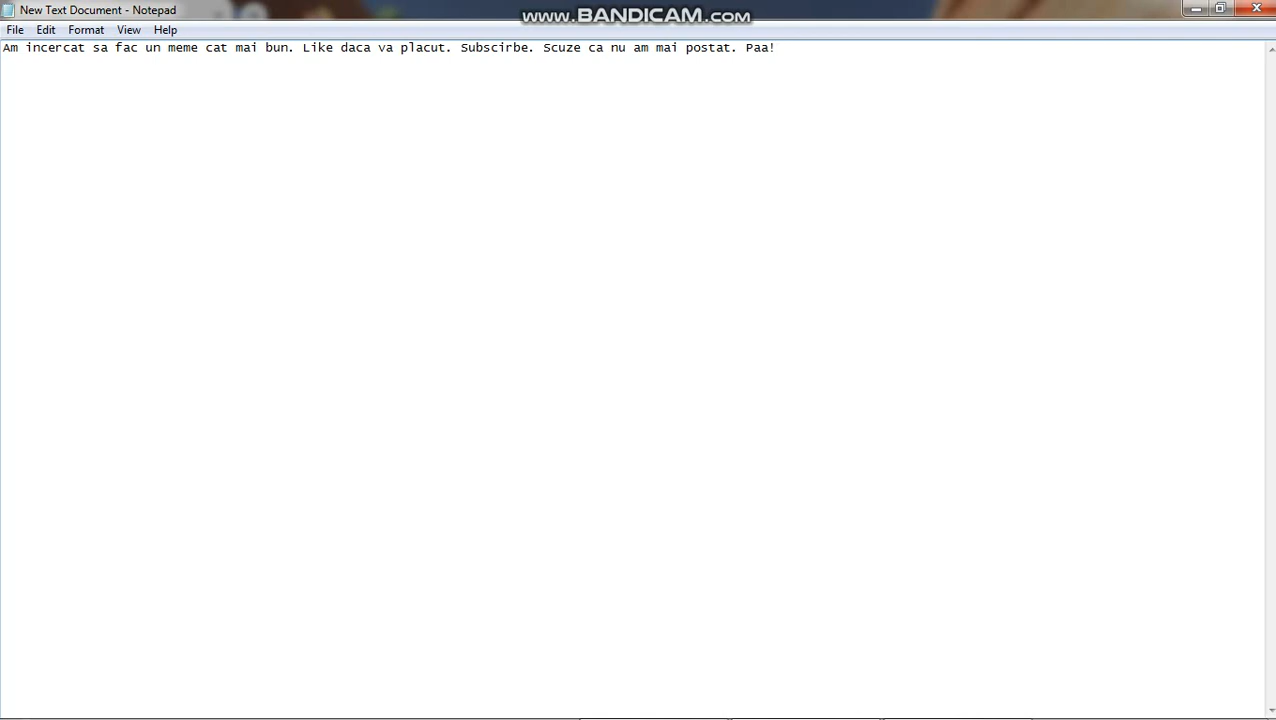 New Text Document - Notepad
www.BANDICAM.COM
File Edit Format View Help
Am incercat sa fac un meme cat mai bun. Like daca va placut. Subscirbe. Scuze ca nu am mai postat. Paa!